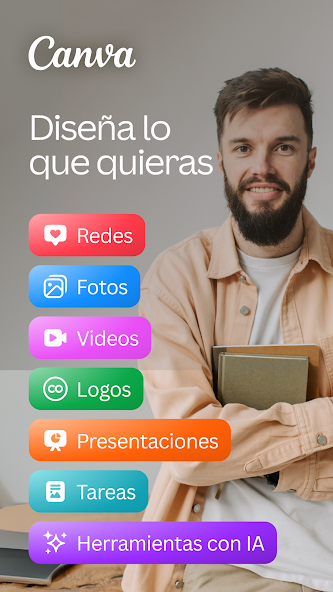 Canva
Diseña lo
que quieras
Redes
Fotos
Videos
Logos
Presentaciones
Tareas
Herramientas con IA